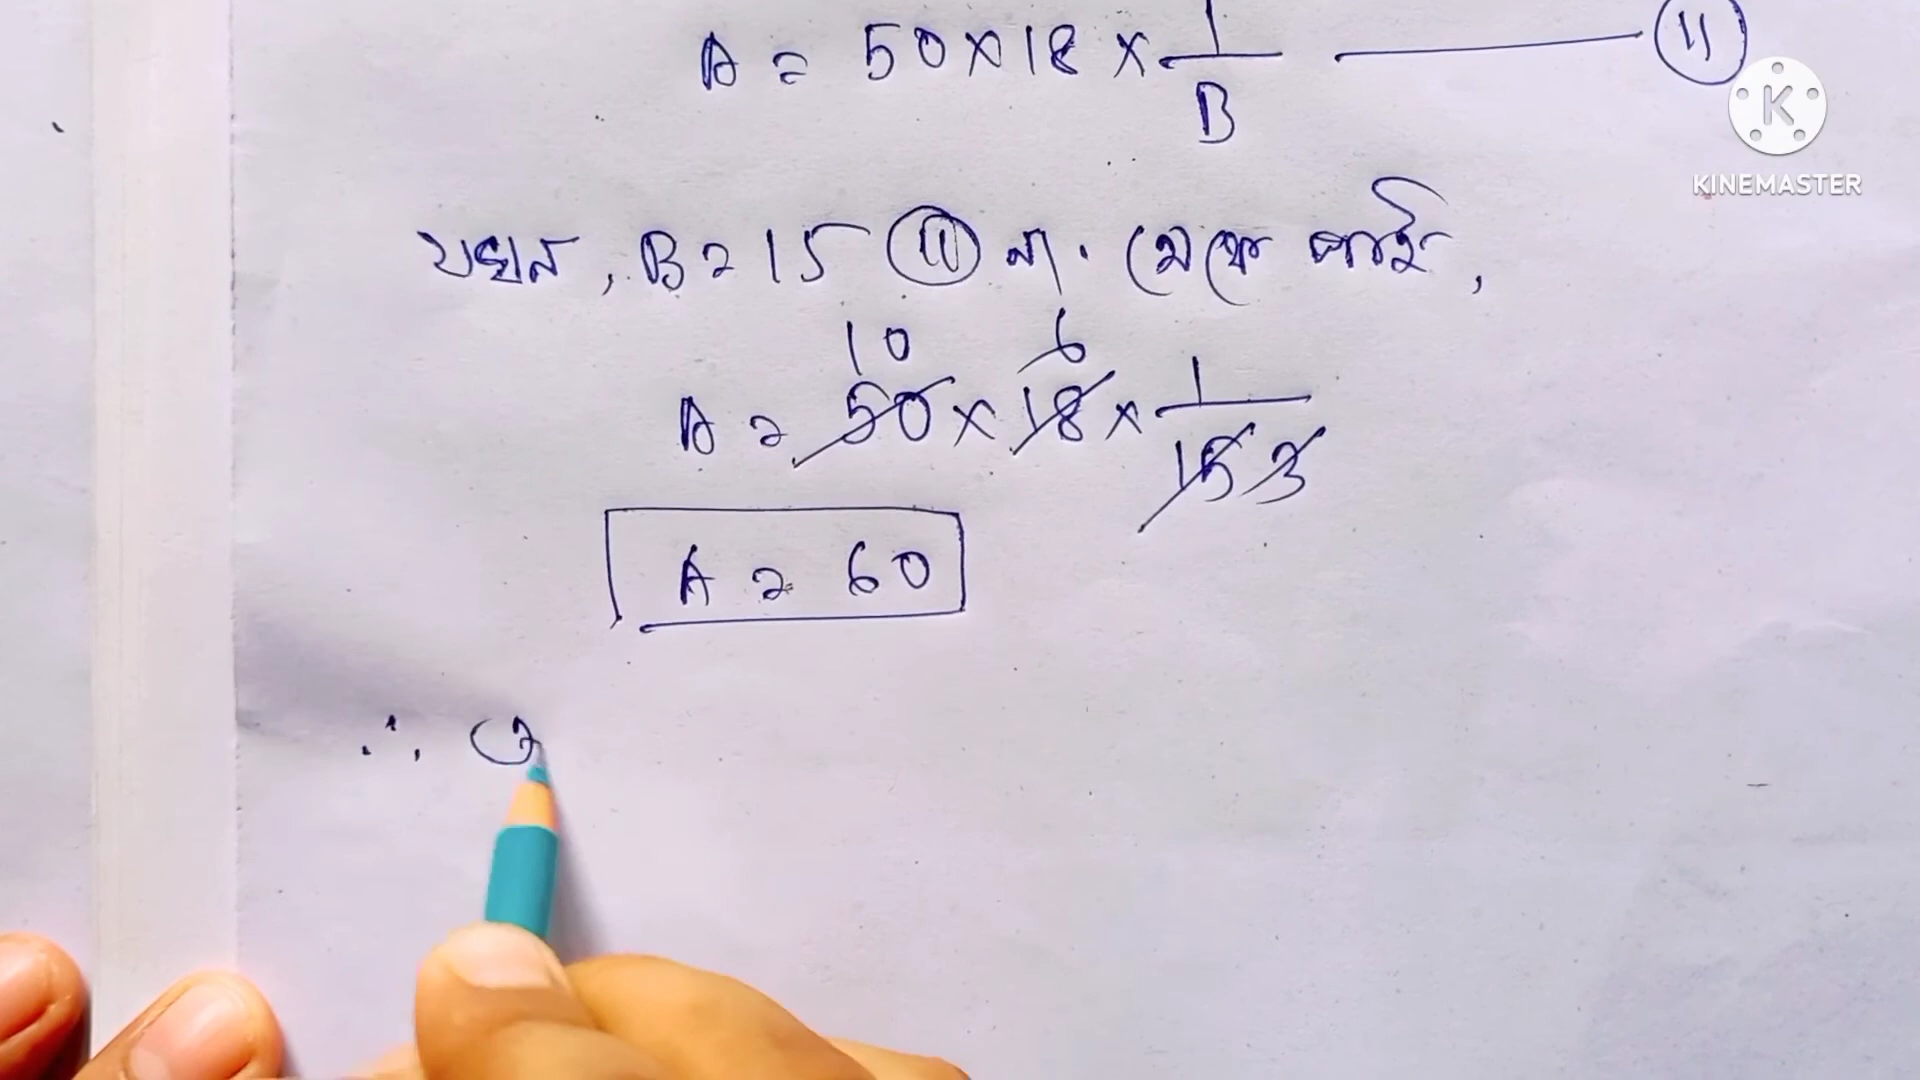 A = 50 × 18 × 1/B ——— (II)
KINEMASTER
যখন, B = 15 (II) নং থেকে পাই,
10 6
A = 50 × 18 × 1/15 3
A = 60
∴